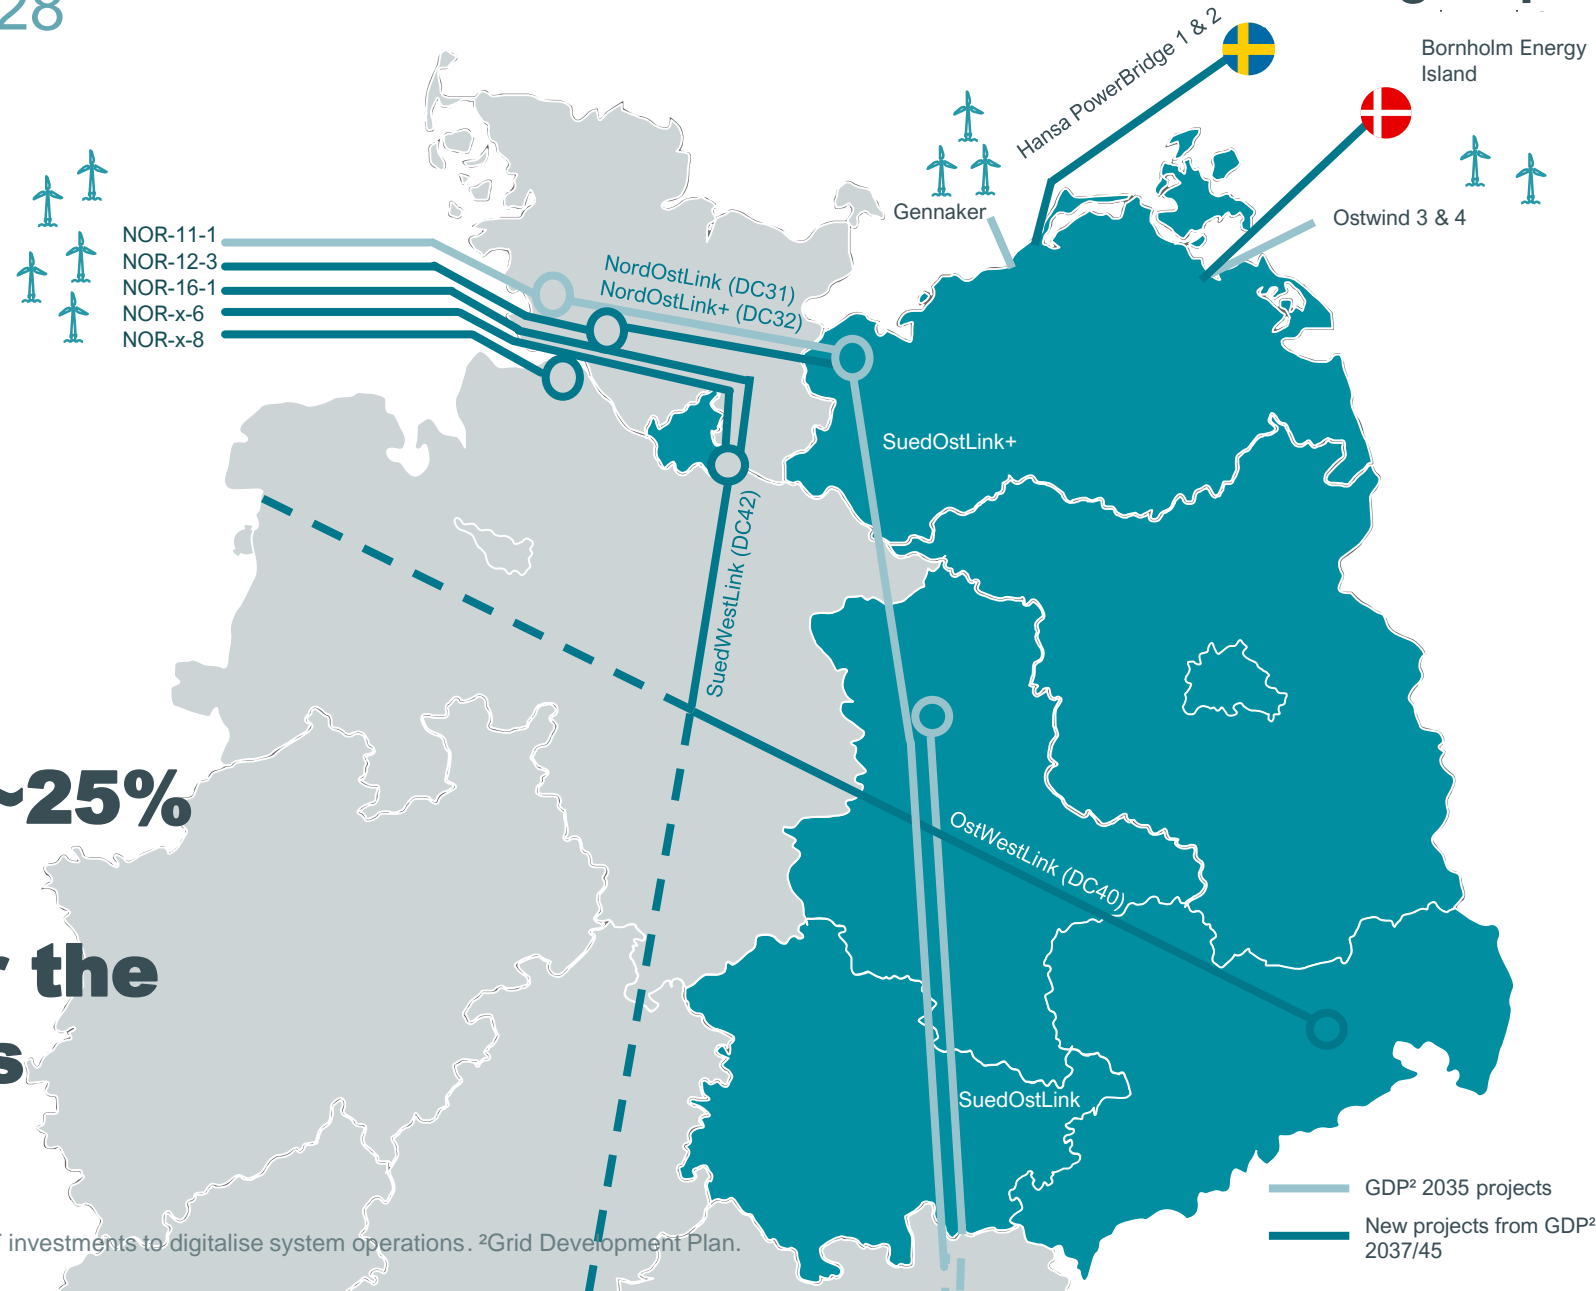 28
Hansa PowerBridge 1 & 2
Bornholm Energy
Island
Gennaker
Ostwind 3 & 4
NOR-11-1
NOR-12-3
NOR-16-1
NOR-x-6
NOR-x-8
NordOstLink (DC31)
NordOstLink+ (DC32)
SuedOstLink+
SuedWestLink (DC42)
~25%
OstWestLink (DC40)
the
s
SuedOstLink
GDP² 2035 projects
New projects from GDP²
2037/45
investments to digitalise system operations. ²Grid Development Plan.